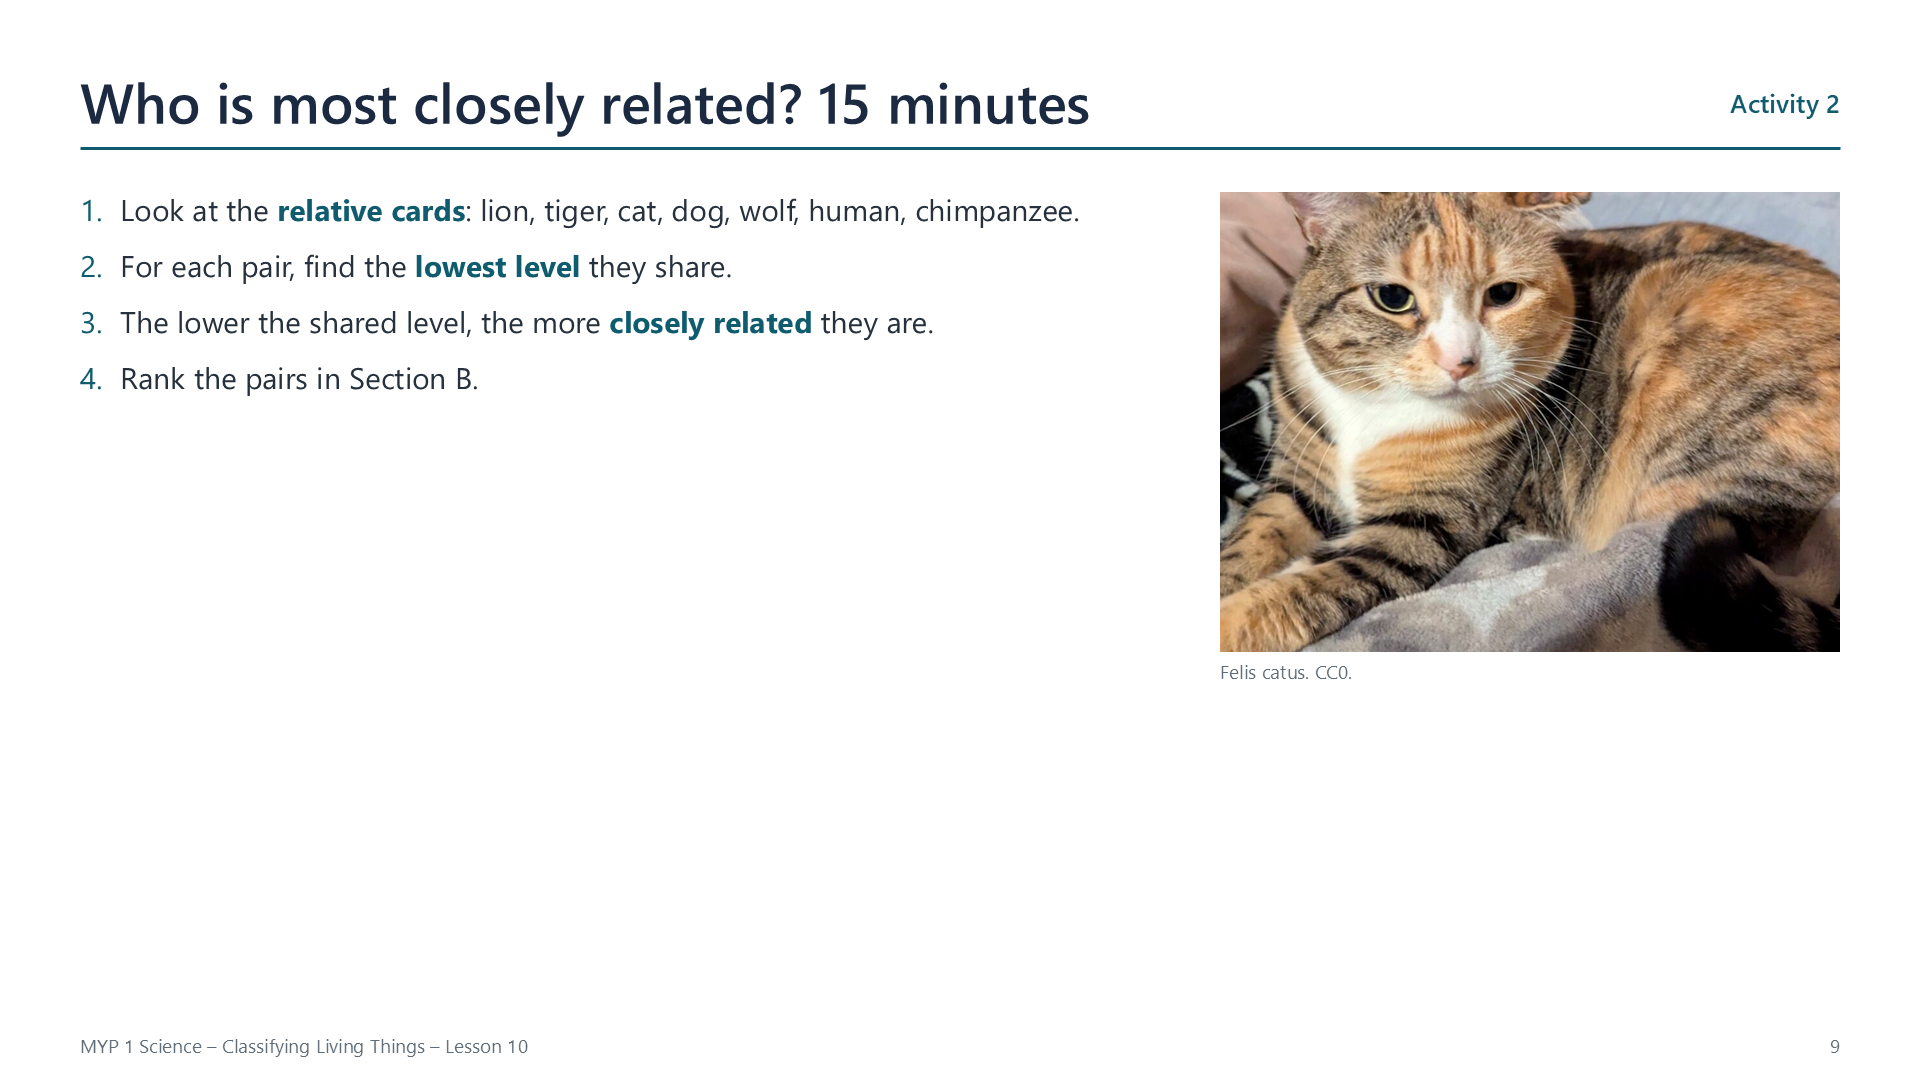 Who is most closely related? 15 minutes
Activity 2
1. Look at the relative cards: lion, tiger, cat, dog, wolf, human, chimpanzee.
2. For each pair, find the lowest level they share.
3. The lower the shared level, the more closely related they are.
4. Rank the pairs in Section B.
Felis catus. CC0.
MYP 1 Science – Classifying Living Things – Lesson 10
9